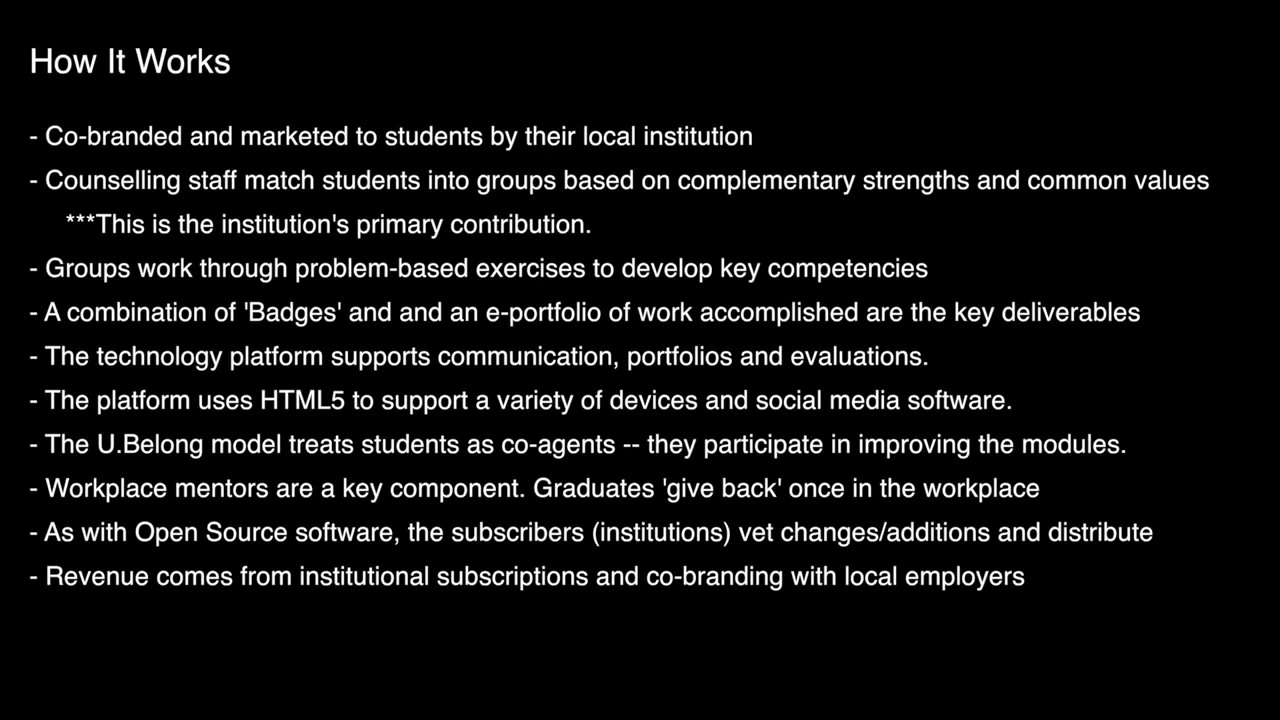 How It Works
- Co-branded and marketed to students by their local institution
- Counselling staff match students into groups based on complementary strengths and common values
***This is the institution's primary contribution.
- Groups work through problem-based exercises to develop key competencies
- A combination of 'Badges' and and an e-portfolio of work accomplished are the key deliverables
- The technology platform supports communication, portfolios and evaluations.
- The platform uses HTML5 to support a variety of devices and social media software.
- The U.Belong model treats students as co-agents -- they participate in improving the modules.
- Workplace mentors are a key component. Graduates 'give back' once in the workplace
- As with Open Source software, the subscribers (institutions) vet changes/additions and distribute
- Revenue comes from institutional subscriptions and co-branding with local employers